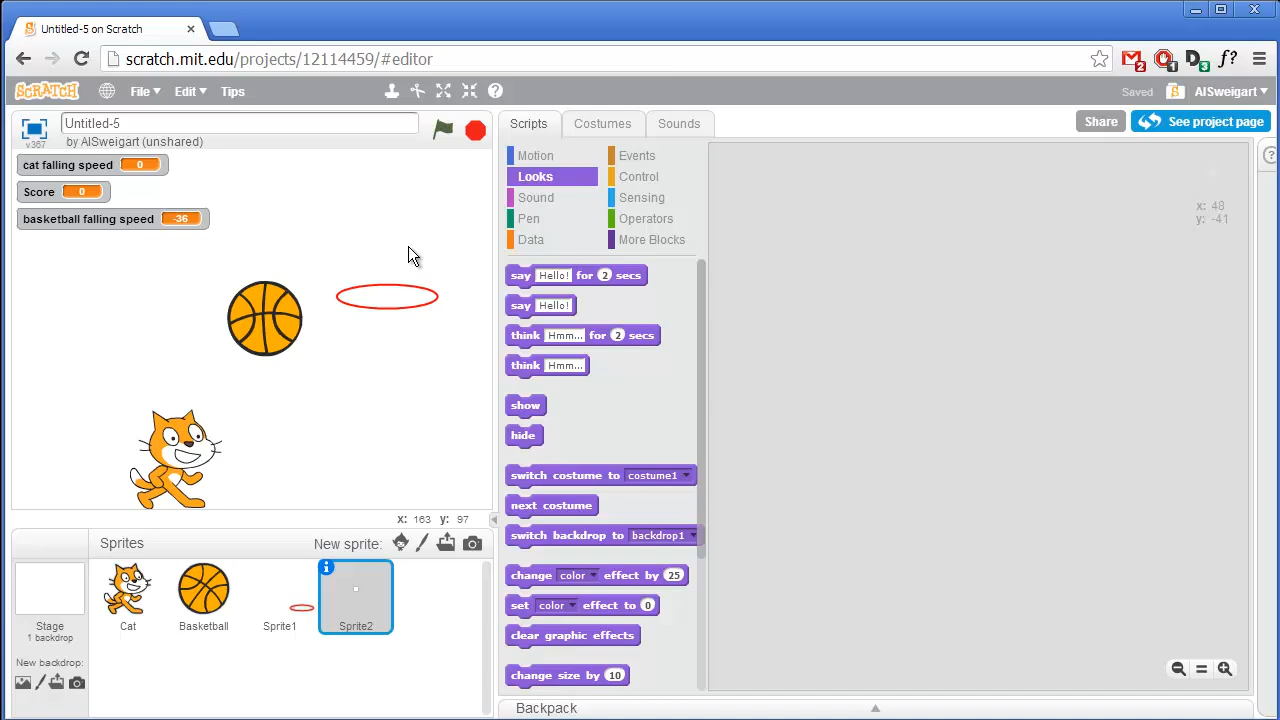 Untitled-5 on Scratch
scratch.mit.edu/projects/12114459/#editor
2 1 D 3 f?
SCRATCH File Edit Tips ? Saved S AlSweigart
Untitled-5
v367
by AlSweigart (unshared)
Scripts Costumes Sounds
Share See project page
cat falling speed 0
Score 0
basketball falling speed -36
Motion Events
Looks Control
Sound Sensing
Pen Operators
Data More Blocks
x: 48
y: -41
?
say Hello! for 2 secs
say Hello!
think Hmm... for 2 secs
think Hmm...
show
hide
switch costume to costume1
next costume
switch backdrop to backdrop1
change color effect by 25
set color effect to 0
clear graphic effects
change size by 10
x: 163 y: 97
Sprites New sprite:
Stage
1 backdrop
New backdrop:
Cat Basketball Sprite1 Sprite2
Backpack